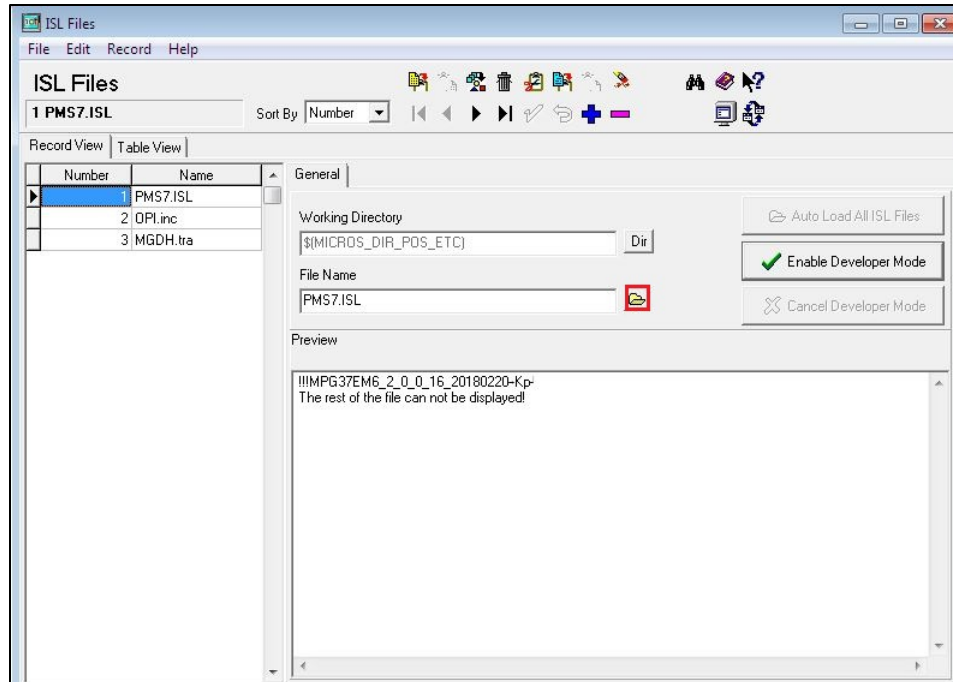 ISL Files
File Edit Record Help
ISL Files
1 PMS7.ISL
Sort By Number
Record View Table View
Number Name
1 PMS7.ISL
2 OPI.inc
3 MGDH.tra
General
Working Directory
$(MICROS_DIR_POS_ETC) Dir
File Name
PMS7.ISL
Auto Load All ISL Files
Enable Developer Mode
Cancel Developer Mode
Preview
!!!MPG37EM6_2_0_0_16_20180220-Kp-
The rest of the file can not be displayed!